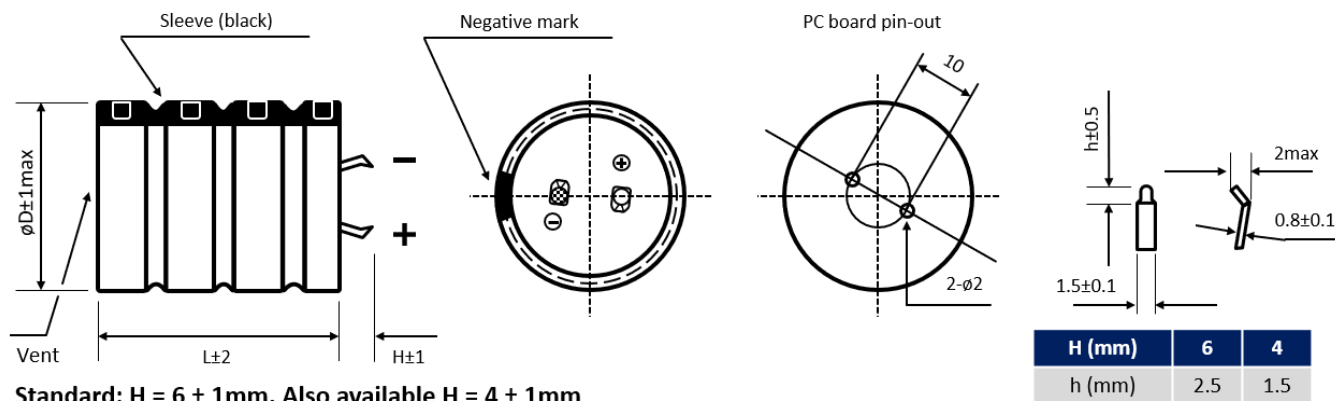 Sleeve (black)
Negative mark
PC board pin-out
10
h±0.5
2max
øD±1max
−
+
+
−
0.8±0.1
2-ø2
1.5±0.1
Vent
L±2
H±1
H (mm) 6 4
h (mm) 2.5 1.5
Standard: H = 6 ± 1mm. Also available H = 4 ± 1mm